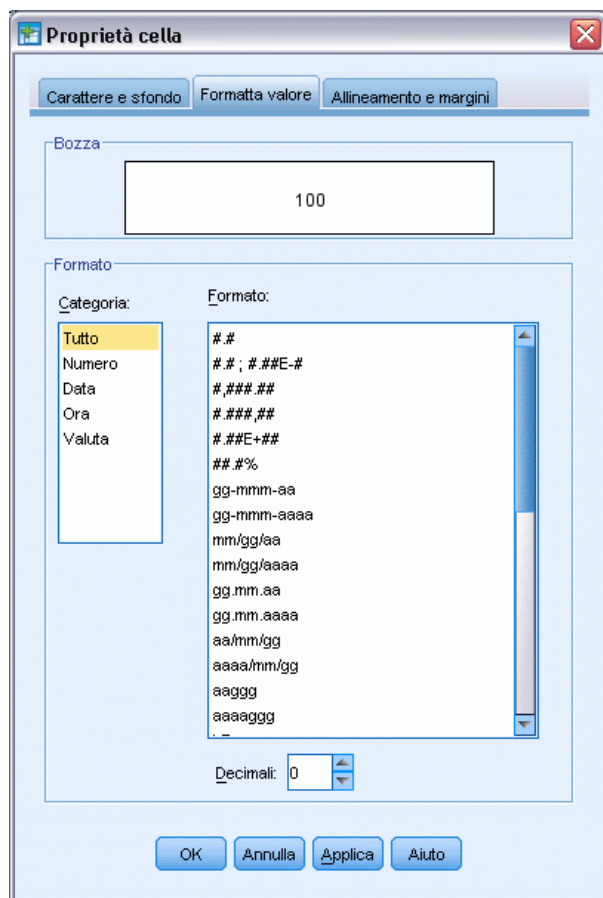 Proprietà cella
Carattere e sfondo Formatta valore Allineamento e margini
Bozza
100
Formato
Categoria:
Tutto
Numero
Data
Ora
Valuta
Formato:
#.#
#.# ; #.##E-#
#,###.##
#.###,##
#.##E+##
##.#%
gg-mmm-aa
gg-mmm-aaaa
mm/gg/aa
mm/gg/aaaa
gg.mm.aa
gg.mm.aaaa
aa/mm/gg
aaaa/mm/gg
aaggg
aaaaggg
Decimali: 0
OK Annulla Applica Aiuto